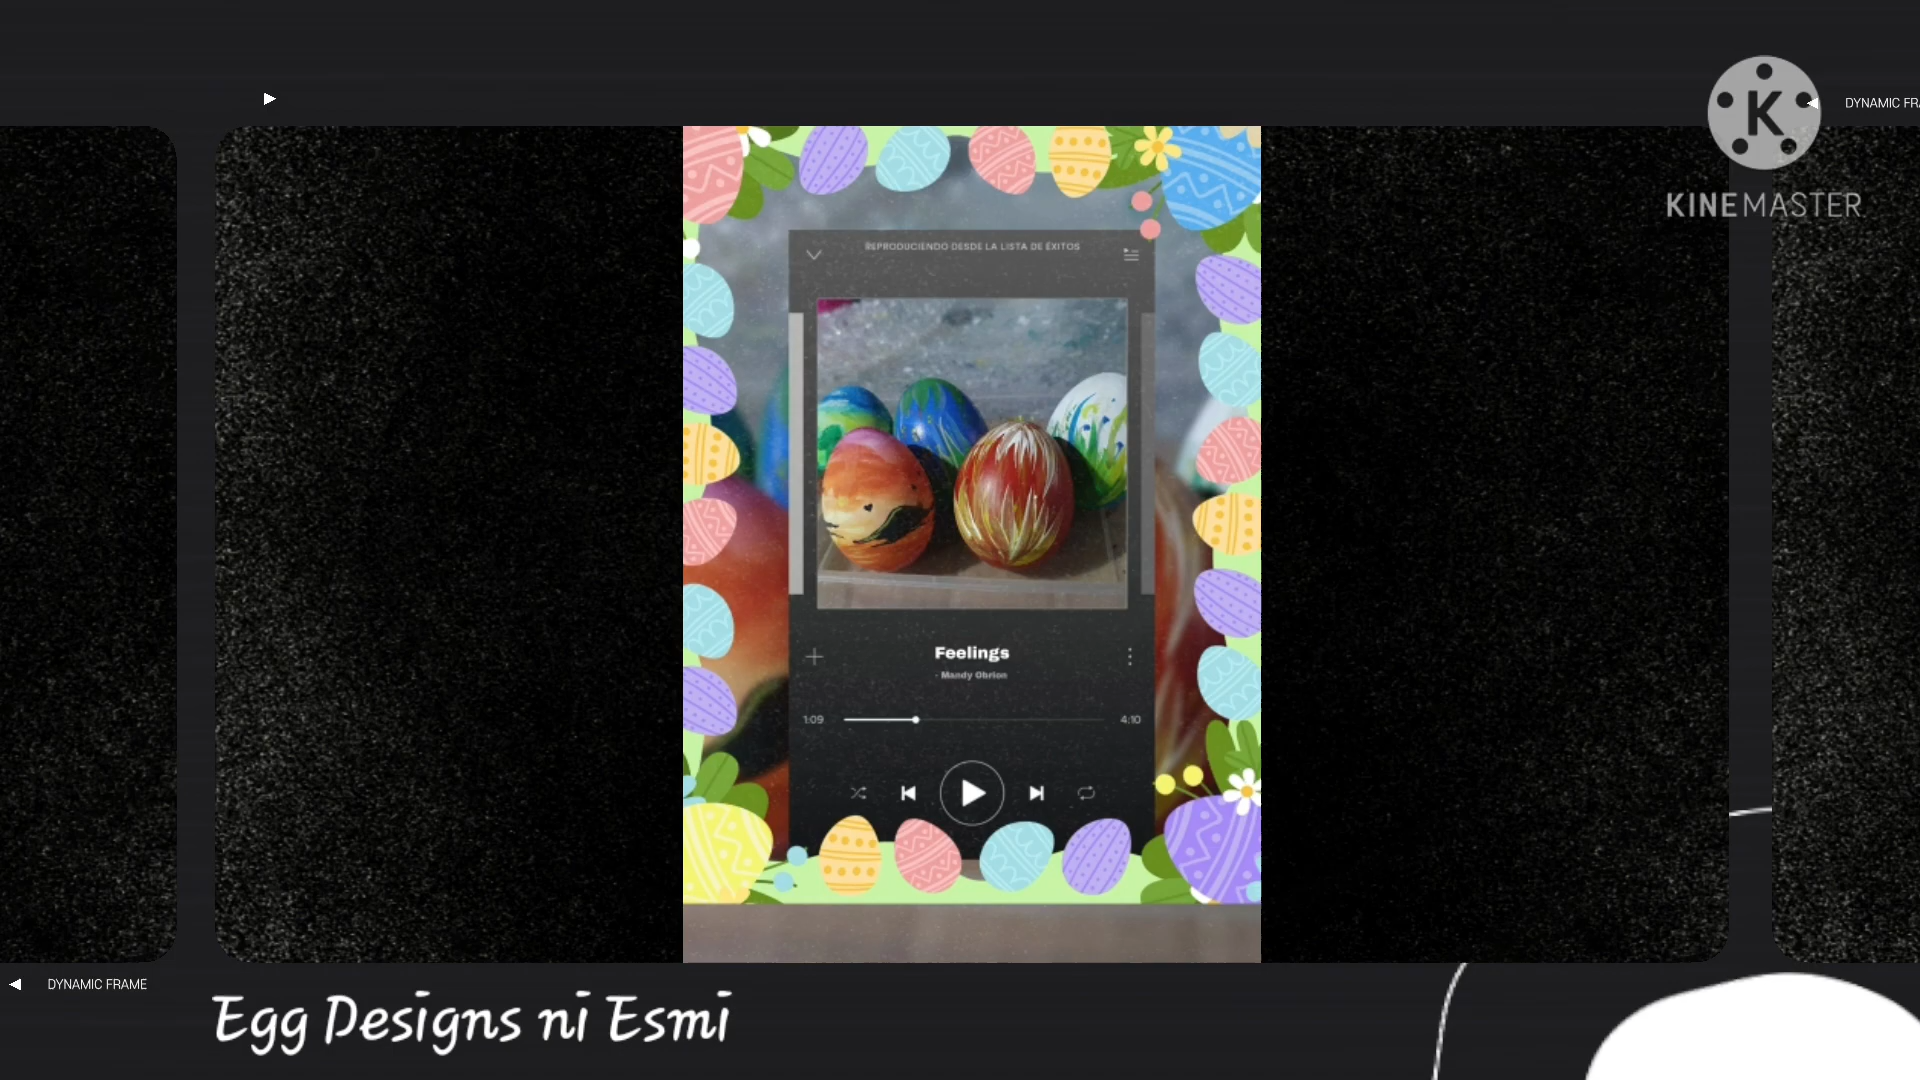 DYNAMIC FRA
K
KINEMASTER
REPRODUCIENDO DESDE LA LISTA DE ÉXITOS
Feelings
- Mandy Obrion
1:09
4:10
DYNAMIC FRAME
Egg Designs ni Esmi